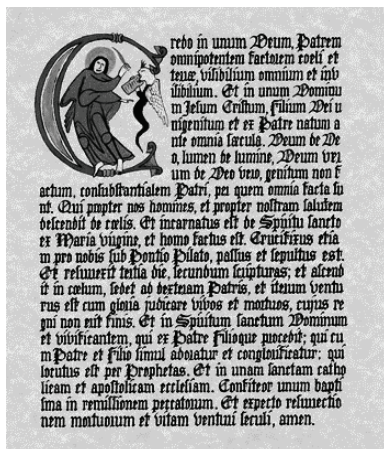 Credo in unum Deum, Patrem
omnipotentem factorem coeli et
terrae, visibilium omnium et inv
isibilium. Et in unum Dominu
m Jesum Cristum, Filium Dei u
nigenitum et ex Patre natum a
nte omnia sæcula. Deum de De
o, lumen de lumine, Deum ver
um de Deo vero, genitum non f
actum, consubstantialem Patri, per quem omnia facta su
nt. Qui propter nos homines, et propter nostram salutem
descendit de cœlis. Et incarnatus est de Spiritu sancto
ex Maria virgine, et homo factus est. Crucifixus etia
m pro nobis sub Pontio Pilato, passus et sepultus est.
Et resurrexit tertia die, secundum scripturas; et ascend
it in cœlum, sedet ad dexteram Patris, et iterum ventu
rus est cum gloria judicare vivos et mortuos, cujus re
gni non erit finis. Et in Spiritum sanctum Dominum
et vivificantem, qui ex Patre Filioque procedit; qui cu
m Patre et Filio simul adoratur et conglorificatur; qui
locutus est per Prophetas. Et in unam sanctam catho
licam et apostolicam ecclesiam. Confiteor unum bapti
sma in remissionem peccatorum. Et expecto resurrectio
nem mortuorum et vitam venturi seculi, amen.